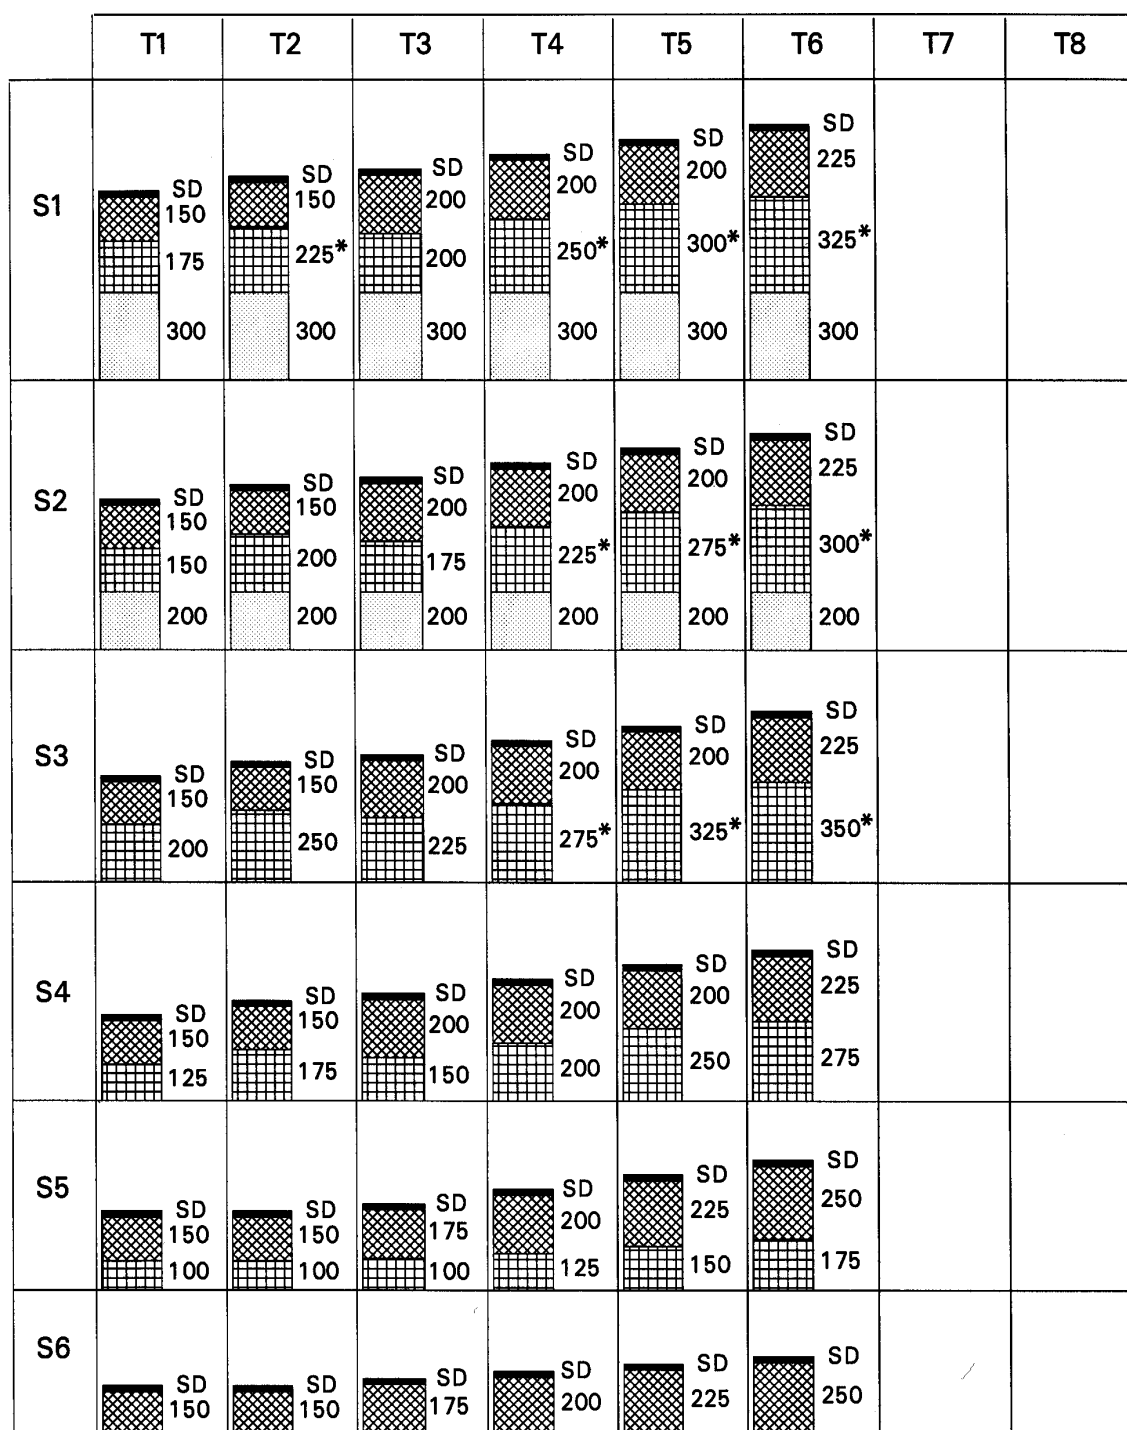 T1 T2 T3 T4 T5 T6 T7 T8
S1
SD SD SD SD SD SD
150 150 200 200 200 225
175 225* 200 250* 300* 325*
300 300 300 300 300 300
S2
SD SD SD SD SD SD
150 150 200 200 200 225
150 200 175 225* 275* 300*
200 200 200 200 200 200
S3
SD SD SD SD SD SD
150 150 200 200 200 225
200 250 225 275* 325* 350*
S4
SD SD SD SD SD SD
150 150 200 200 200 225
125 175 150 200 250 275
S5
SD SD SD SD SD SD
150 150 175 200 225 250
100 100 100 125 150 175
S6
SD SD SD SD SD SD
150 150 175 200 225 250